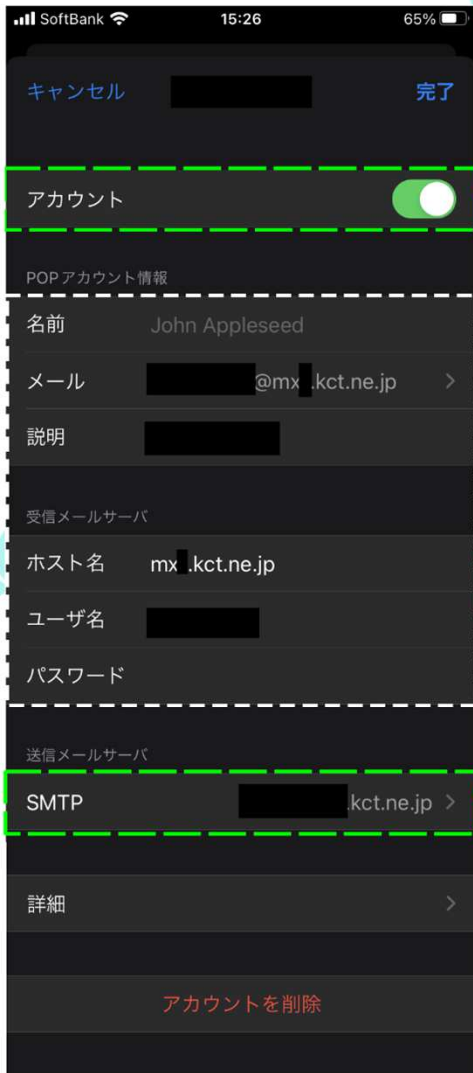 SoftBank 15:26 65%
キャンセル 完了
アカウント
POPアカウント情報
名前 John Appleseed
メール @mx .kct.ne.jp >
説明
受信メールサーバ
ホスト名 mx .kct.ne.jp
ユーザ名
パスワード
送信メールサーバ
SMTP .kct.ne.jp >
詳細 >
アカウントを削除